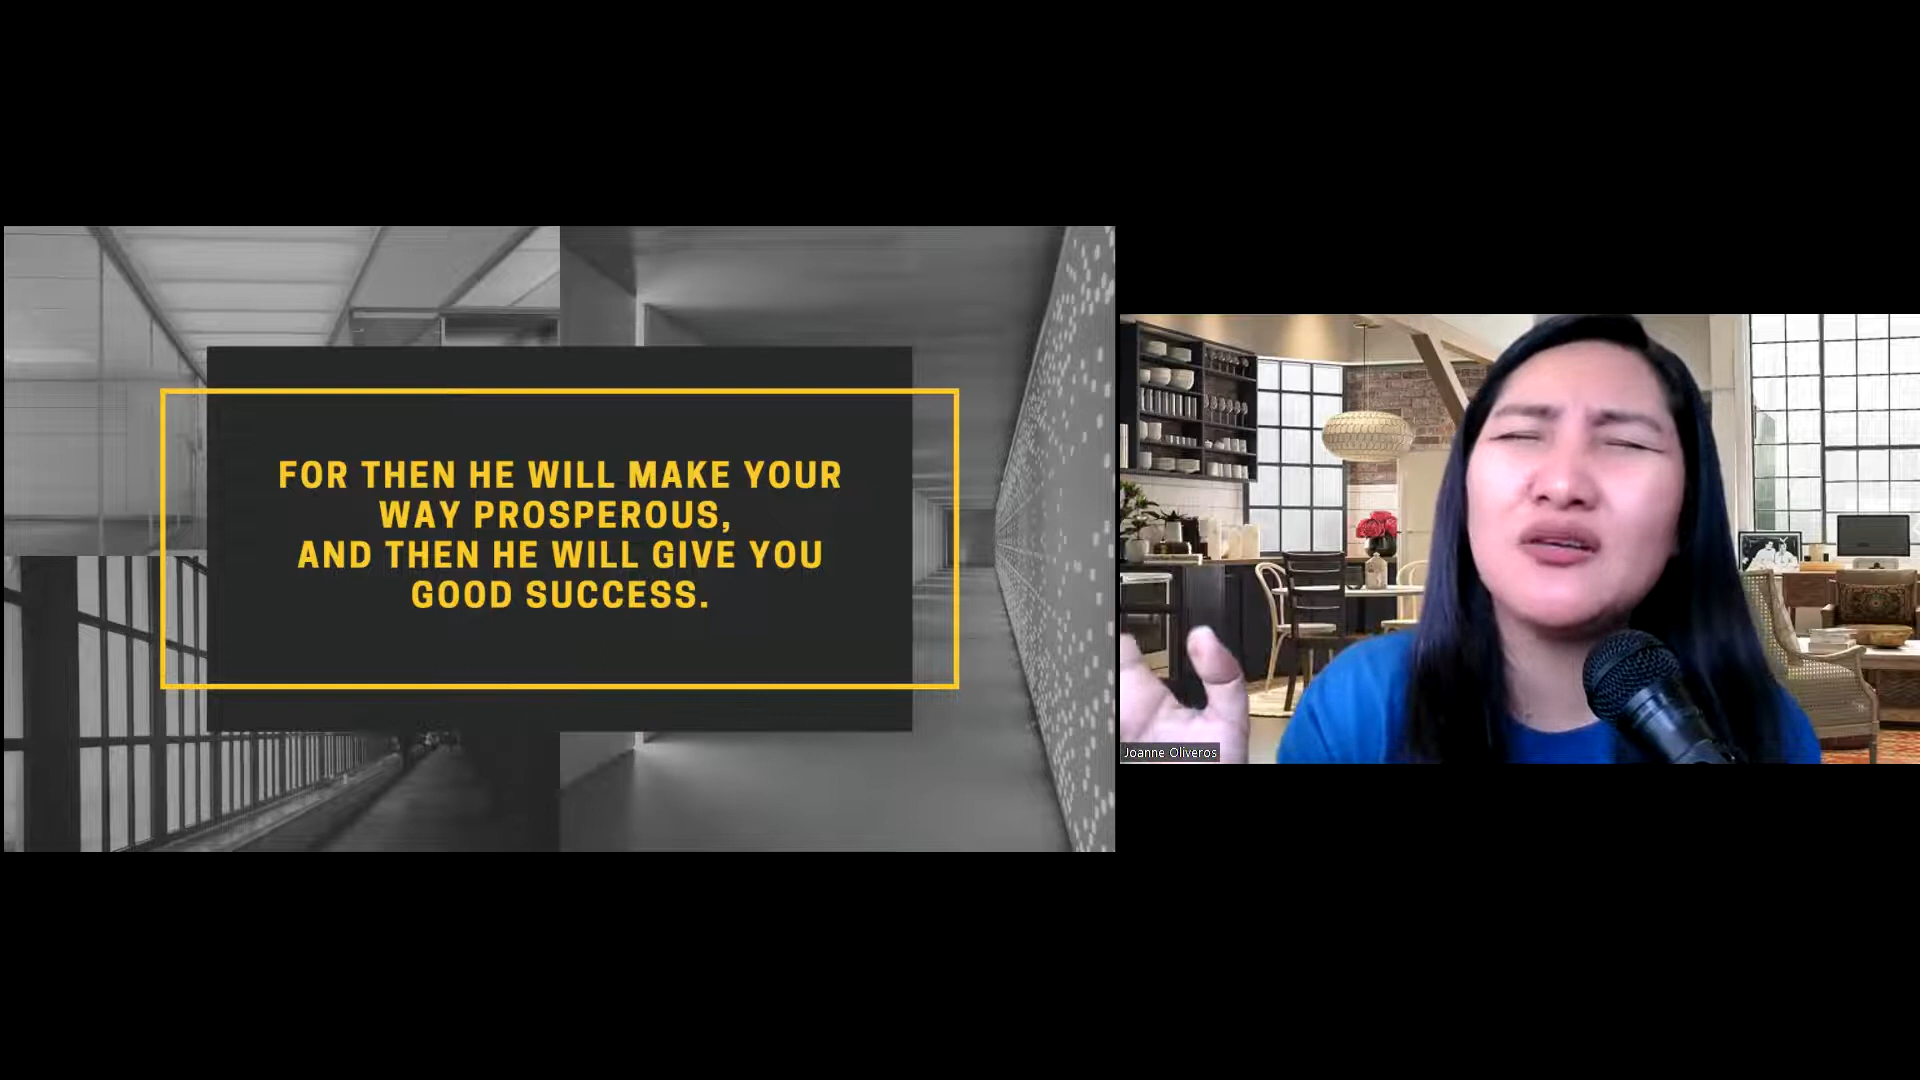 FOR THEN HE WILL MAKE YOUR
WAY PROSPEROUS,
AND THEN HE WILL GIVE YOU
GOOD SUCCESS.
Joanne Oliveros